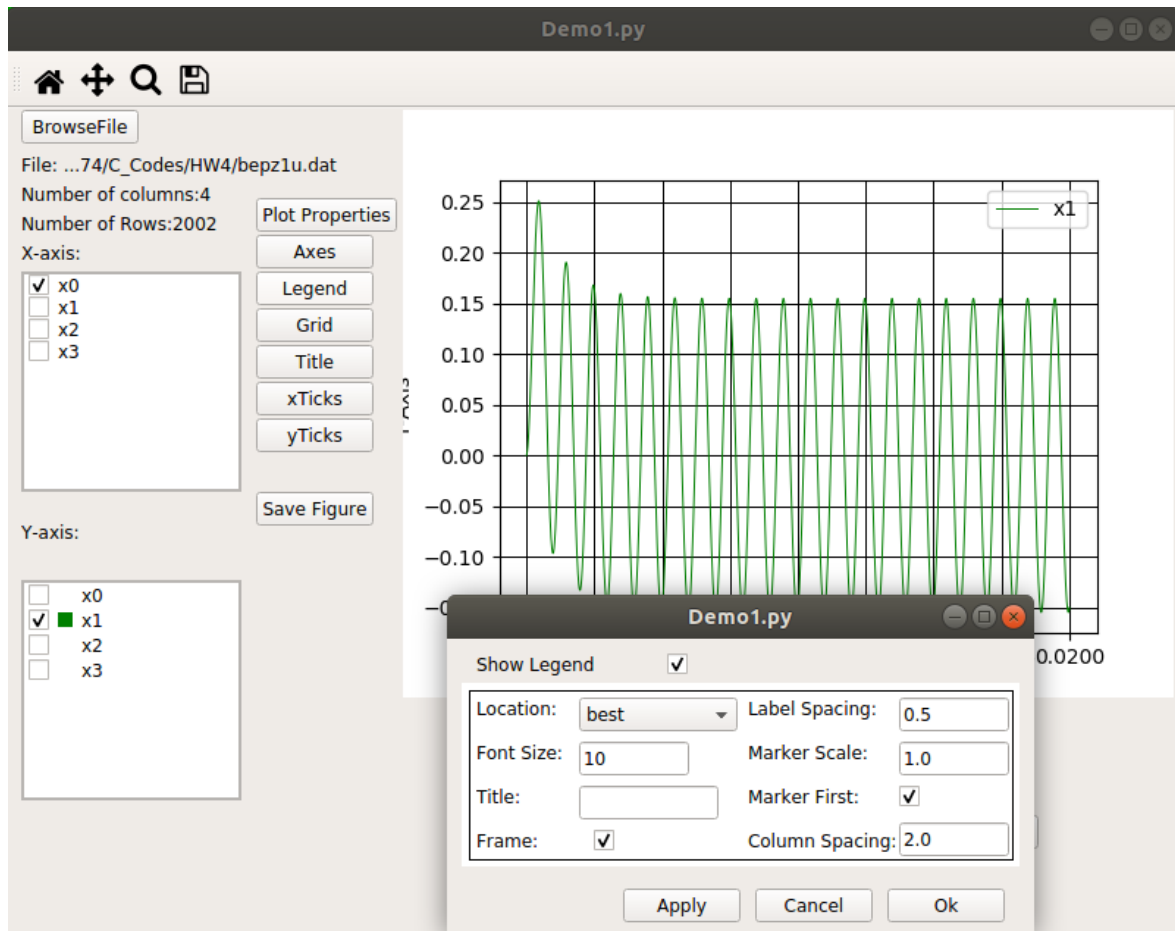 Demo1.py
BrowseFile
File: ...74/C_Codes/HW4/bepz1u.dat
Number of columns:4
Number of Rows:2002
X-axis:
x0
x1
x2
x3
Plot Properties
Axes
Legend
Grid
Title
xTicks
yTicks
Save Figure
Y-axis:
x0
x1
x2
x3
x1
0.25
0.20
0.15
0.10
0.05
0.00
−0.05
−0.10
0.0200
Demo1.py
Show Legend
Location: best Label Spacing: 0.5
Font Size: 10 Marker Scale: 1.0
Title: Marker First:
Frame: Column Spacing: 2.0
Apply Cancel Ok